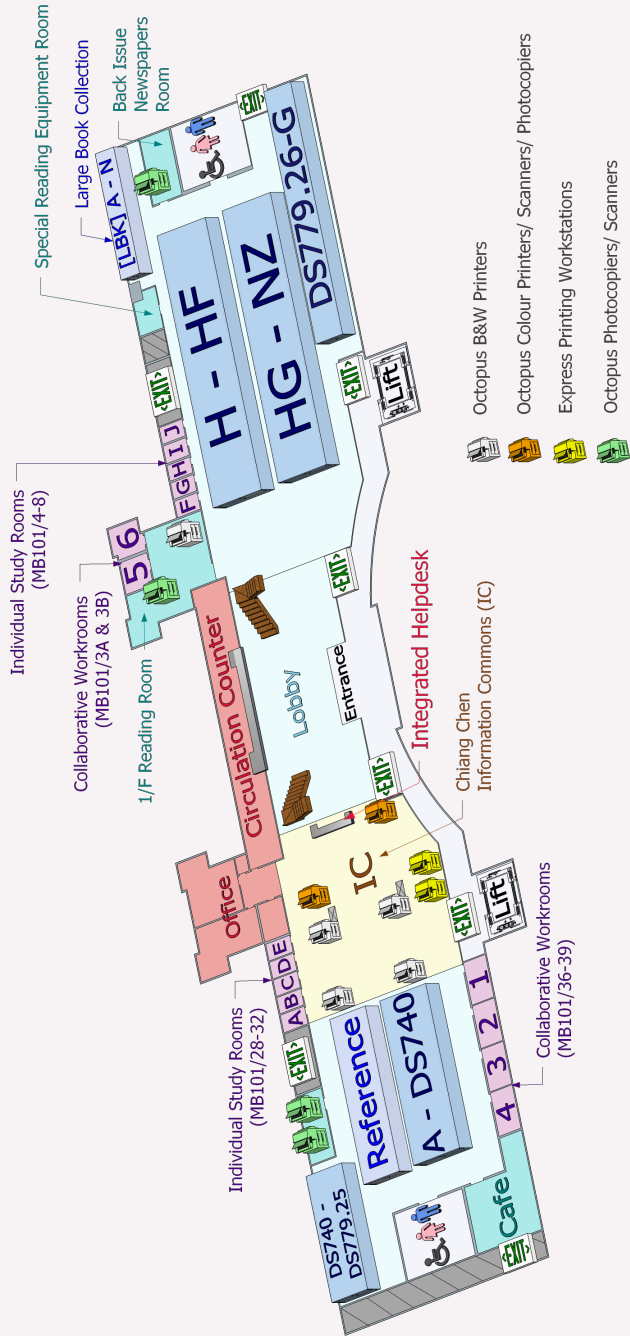 Special Reading Equipment Room
Large Book Collection
Back Issue
Newspapers
Room
[LBK] A - N
<EXIT>
DS779.26-G
H - HF
HG - NZ
<EXIT>
<EXIT>
Lift
Individual Study Rooms
(MB101/4-8)
F G H I J
5 6
Collaborative Workrooms
(MB101/3A & 3B)
1/F Reading Room
<EXIT>
Circulation Counter
Lobby
Entrance
Integrated Helpdesk
<EXIT>
Chiang Chen
Information Commons (IC)
IC
Office
<EXIT>
Lift
A B C D E
Individual Study Rooms
(MB101/28-32)
<EXIT>
Reference
A - DS740
1
2
3
4
Collaborative Workrooms
(MB101/36-39)
DS740 -
DS779.25
Cafe
<EXIT>
Octopus B&W Printers
Octopus Colour Printers/ Scanners/ Photocopiers
Express Printing Workstations
Octopus Photocopiers/ Scanners